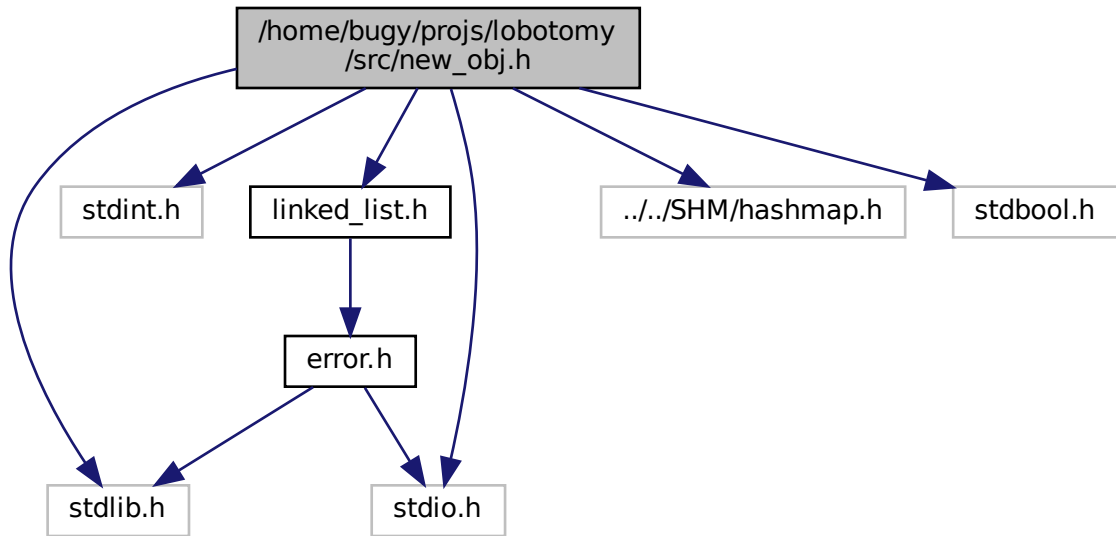 /home/bugy/projs/lobotomy
/src/new_obj.h
stdint.h
linked_list.h
../../SHM/hashmap.h
stdbool.h
error.h
stdlib.h
stdio.h